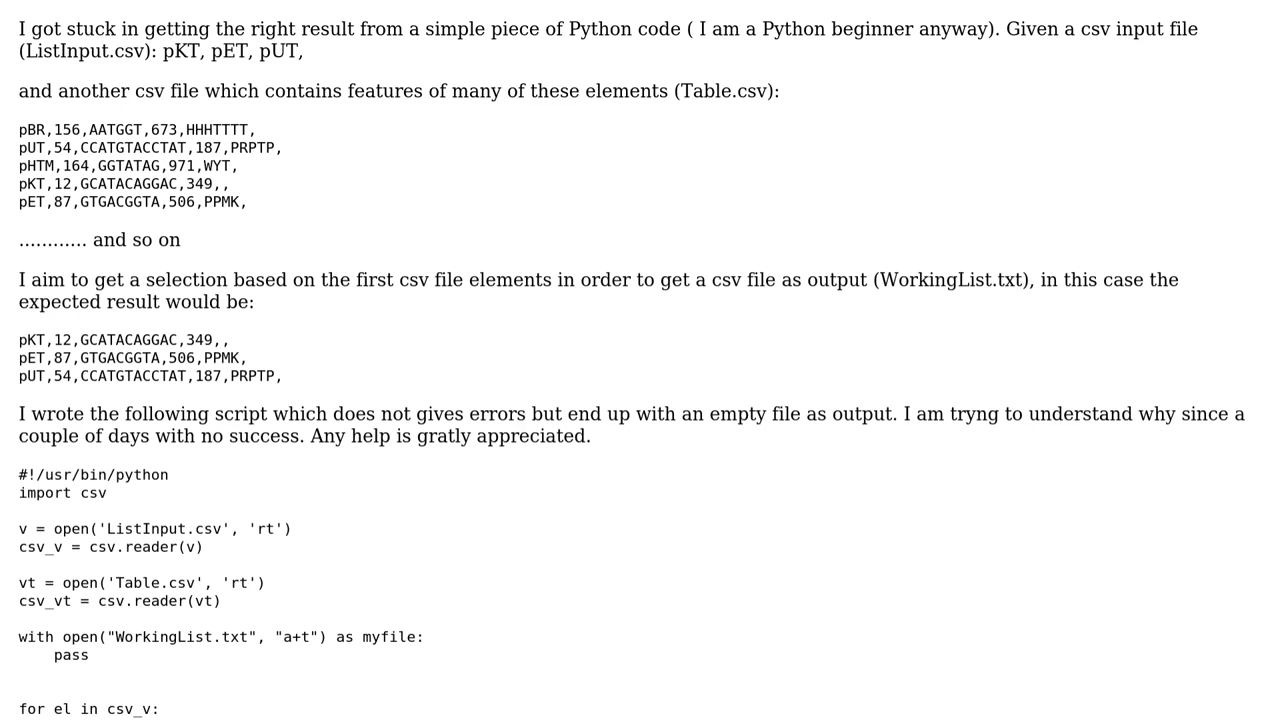 I got stuck in getting the right result from a simple piece of Python code ( I am a Python beginner anyway). Given a csv input file
(ListInput.csv): pKT, pET, pUT,
and another csv file which contains features of many of these elements (Table.csv):
pBR,156,AATGGT,673,HHHTTTT,
pUT,54,CCATGTACCTAT,187,PRPTP,
pHTM,164,GGTATAG,971,WYT,
pKT,12,GCATACAGGAC,349,,
pET,87,GTGACGGTA,506,PPMK,
............ and so on
I aim to get a selection based on the first csv file elements in order to get a csv file as output (WorkingList.txt), in this case the
expected result would be:
pKT,12,GCATACAGGAC,349,,
pET,87,GTGACGGTA,506,PPMK,
pUT,54,CCATGTACCTAT,187,PRPTP,
I wrote the following script which does not gives errors but end up with an empty file as output. I am tryng to understand why since a
couple of days with no success. Any help is gratly appreciated.
#!/usr/bin/python
import csv
v = open('ListInput.csv', 'rt')
csv_v = csv.reader(v)
vt = open('Table.csv', 'rt')
csv_vt = csv.reader(vt)
with open("WorkingList.txt", "a+t") as myfile:
    pass
for el in csv_v: